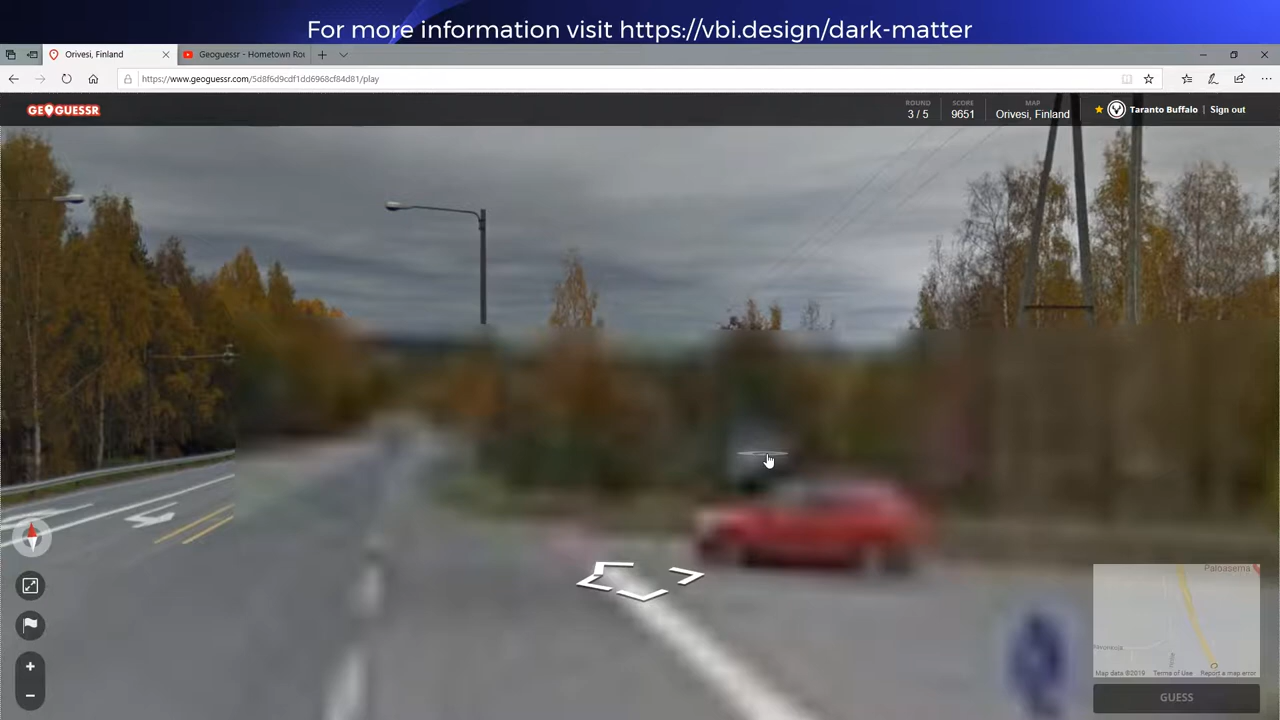 For more information visit https://vbi.design/dark-matter
Orivesi, Finland
Geoguessr - Hometown Rou
https://www.geoguessr.com/5d8f6d9cdf1dd6968cf84d81/play
GEOGUESSR
ROUND
3 / 5
SCORE
9651
MAP
Orivesi, Finland
Taranto Buffalo | Sign out
Paloasema
Map data ©2019 Terms of Use Report a map error
GUESS